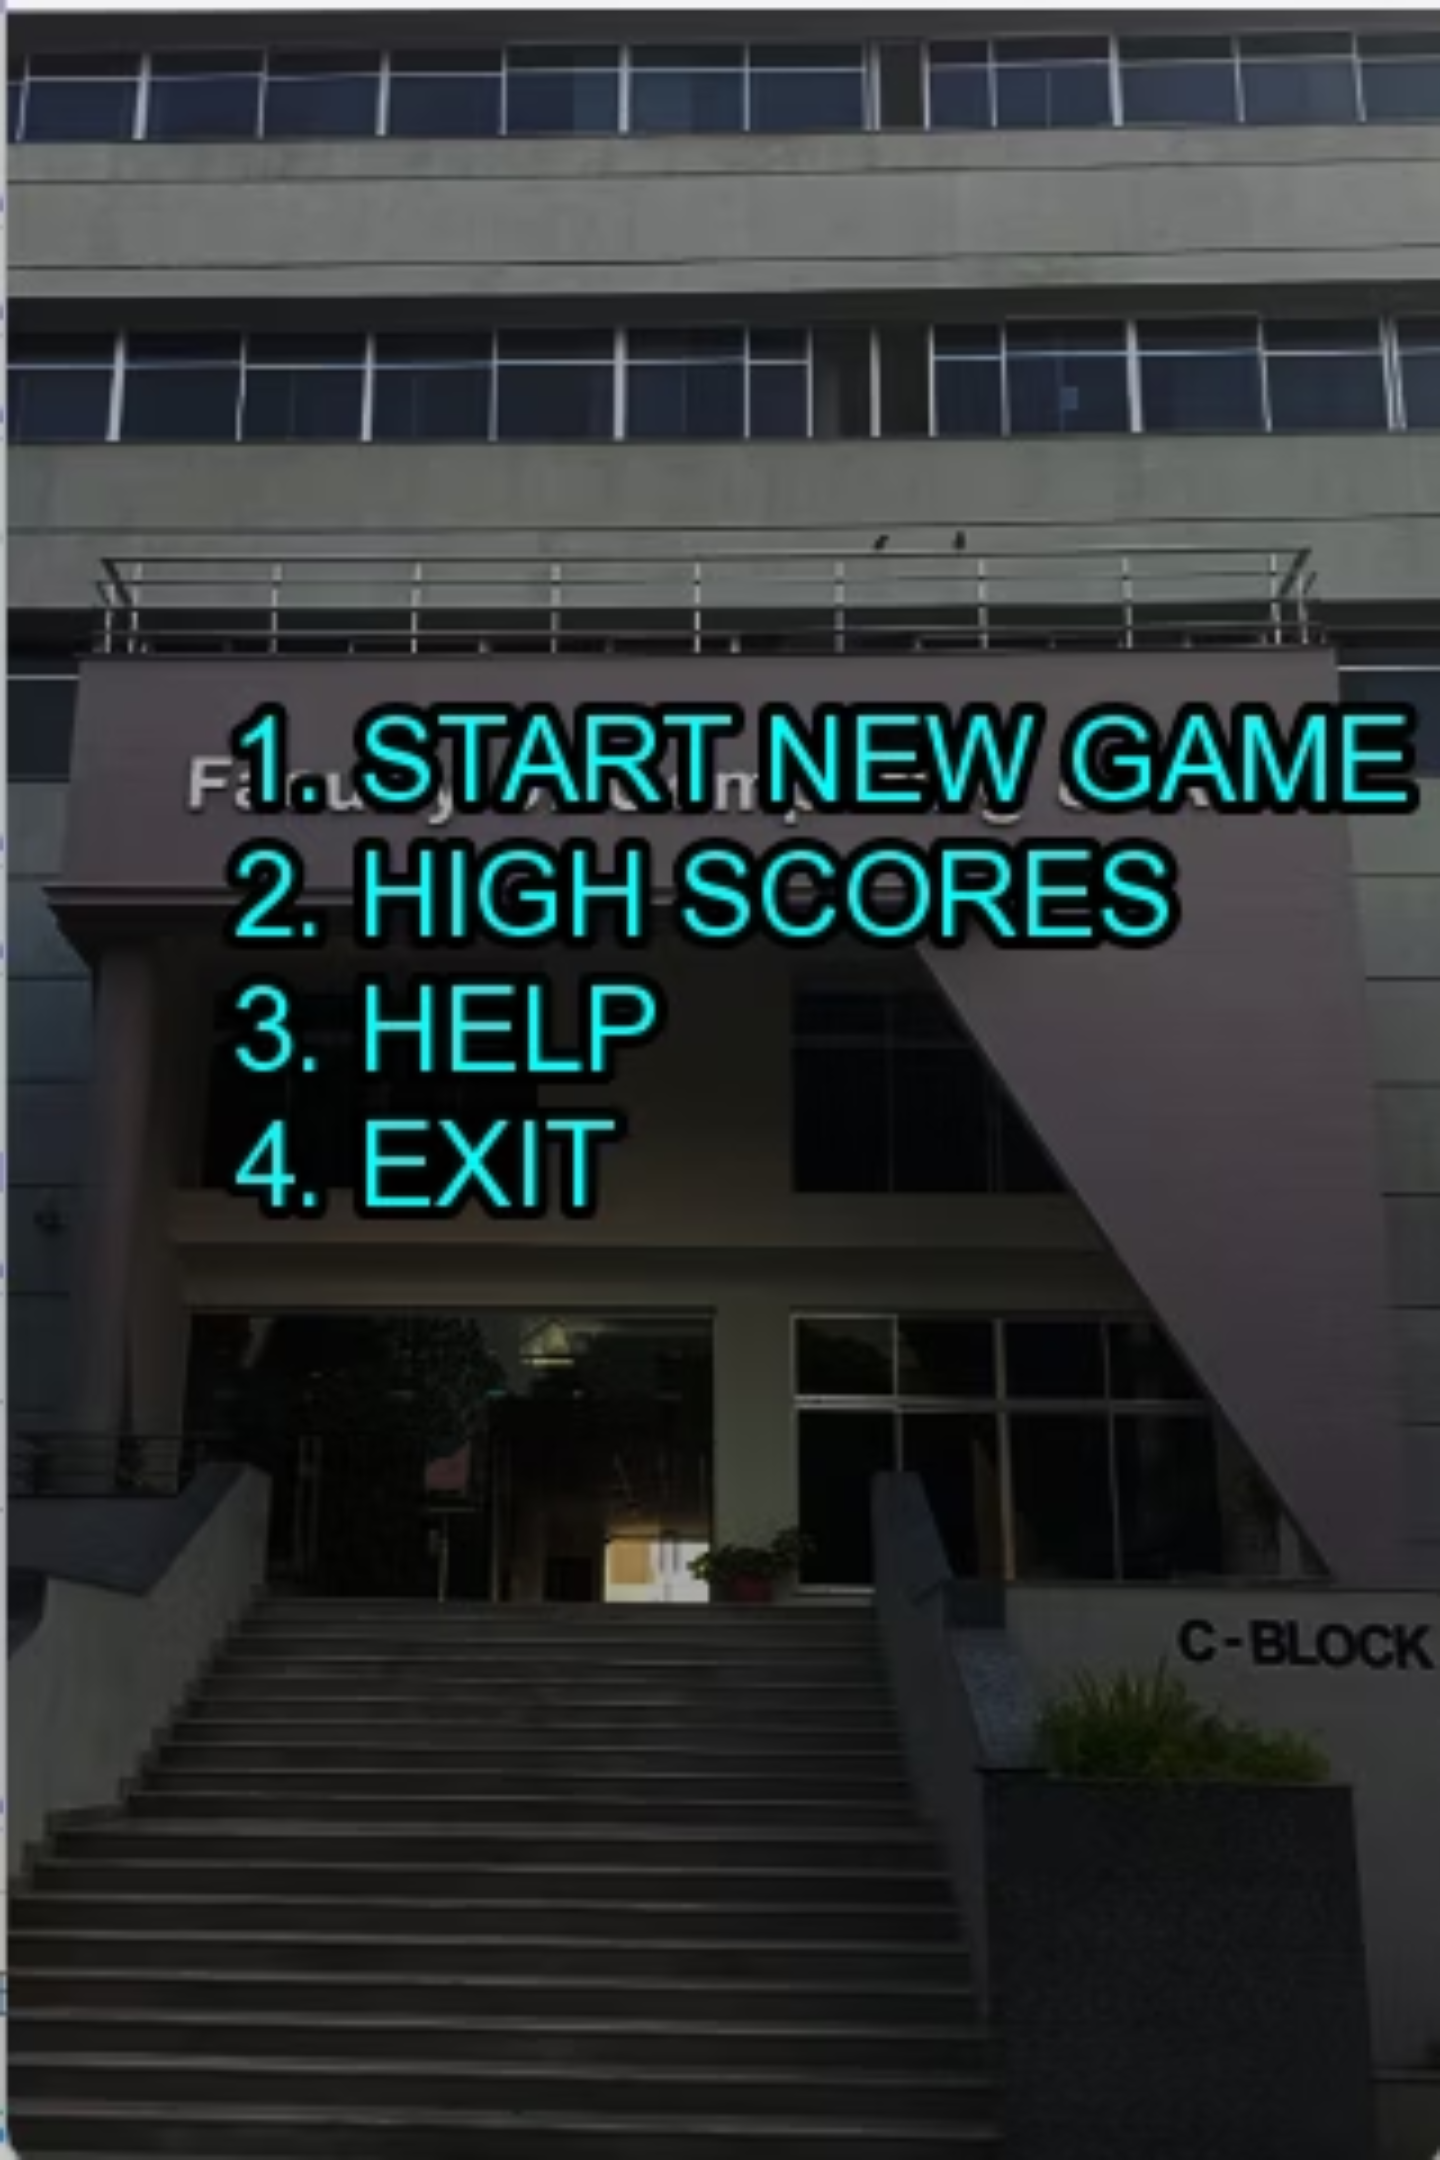 1. START NEW GAME
2. HIGH SCORES
3. HELP
4. EXIT
C-BLOCK